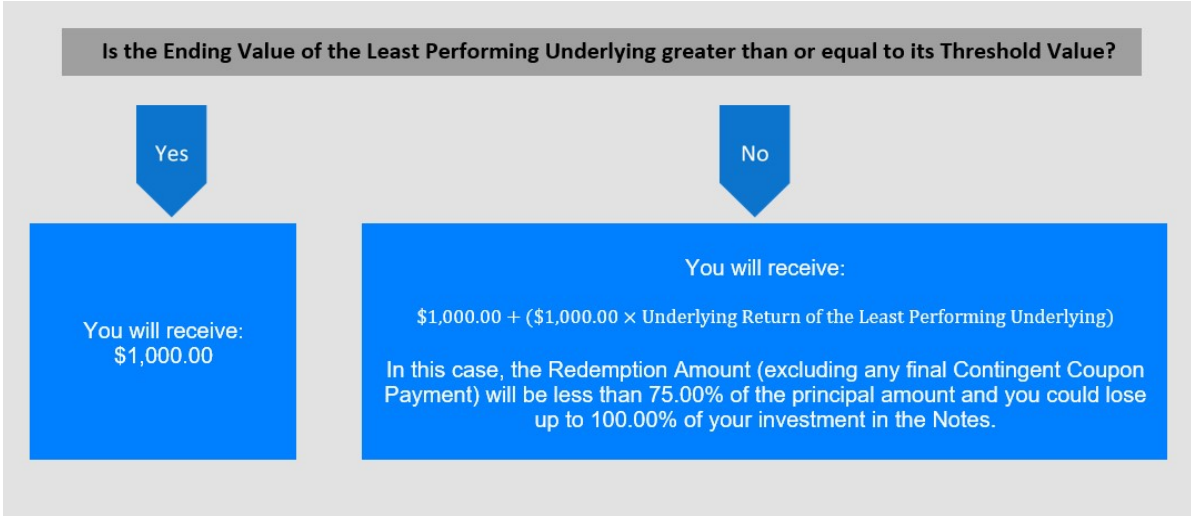 Is the Ending Value of the Least Performing Underlying greater than or equal to its Threshold Value?
Yes
No
You will receive:
$1,000.00
You will receive:
$1,000.00 + ($1,000.00 × Underlying Return of the Least Performing Underlying)
In this case, the Redemption Amount (excluding any final Contingent Coupon
Payment) will be less than 75.00% of the principal amount and you could lose
up to 100.00% of your investment in the Notes.